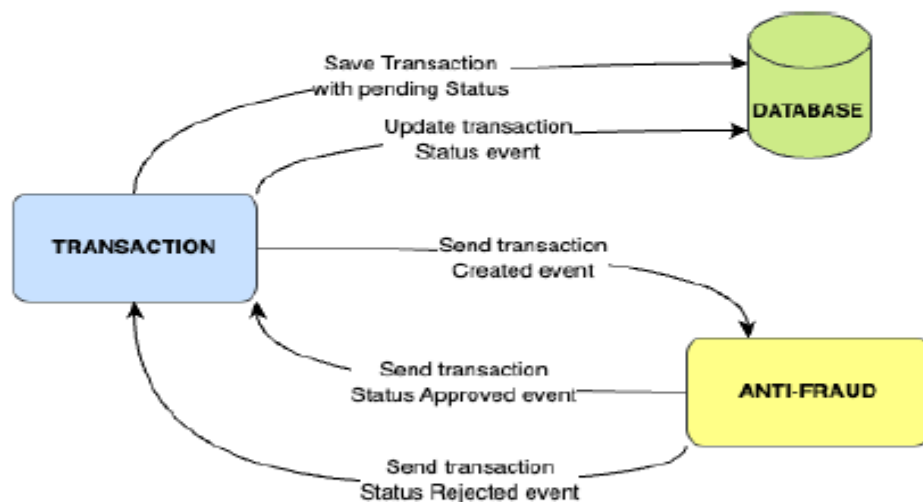 Save Transaction
with pending Status
Update transaction
Status event
DATABASE
TRANSACTION
Send transaction
Created event
Send transaction
Status Approved event
ANTI-FRAUD
Send transaction
Status Rejected event